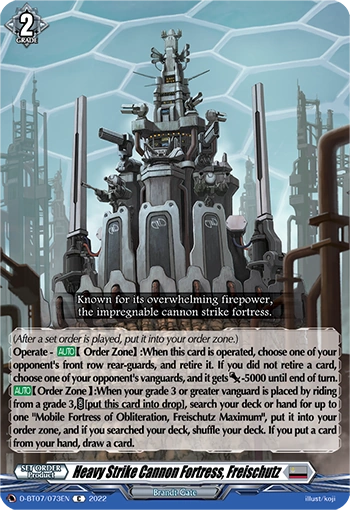 2
GRADE
Known for its overwhelming firepower,
the impregnable cannon strike fortress.
(After a set order is played, put it into your order zone.)
Operate - AUTO【Order Zone】:When this card is operated, choose one of your
opponent's front row rear-guards, and retire it. If you did not retire a card,
choose one of your opponent's vanguards, and it gets -5000 until end of turn.
AUTO【Order Zone】:When your grade 3 or greater vanguard is placed by riding
from a grade 3, [put this card into drop], search your deck or hand for up to
one "Mobile Fortress of Obliteration, Freischutz Maximum", put it into your
order zone, and if you searched your deck, shuffle your deck. If you put a card
from your hand, draw a card.
SET ORDER
Product
Heavy Strike Cannon Fortress, Freischutz
D-BT07/073EN C 2022
Brandt Gate
illust/koji